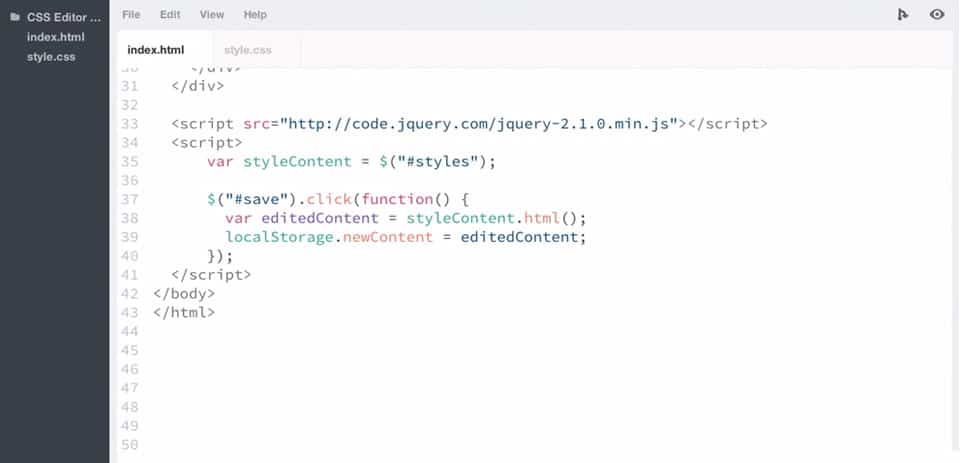 CSS Editor ...
index.html
style.css
File Edit View Help
index.html style.css
30 </div>
31 </div>
32
33 <script src="http://code.jquery.com/jquery-2.1.0.min.js"></script>
34 <script>
35 var styleContent = $("#styles");
36
37 $("#save").click(function() {
38 var editedContent = styleContent.html();
39 localStorage.newContent = editedContent;
40 });
41 </script>
42 </body>
43 </html>
44
45
46
47
48
49
50